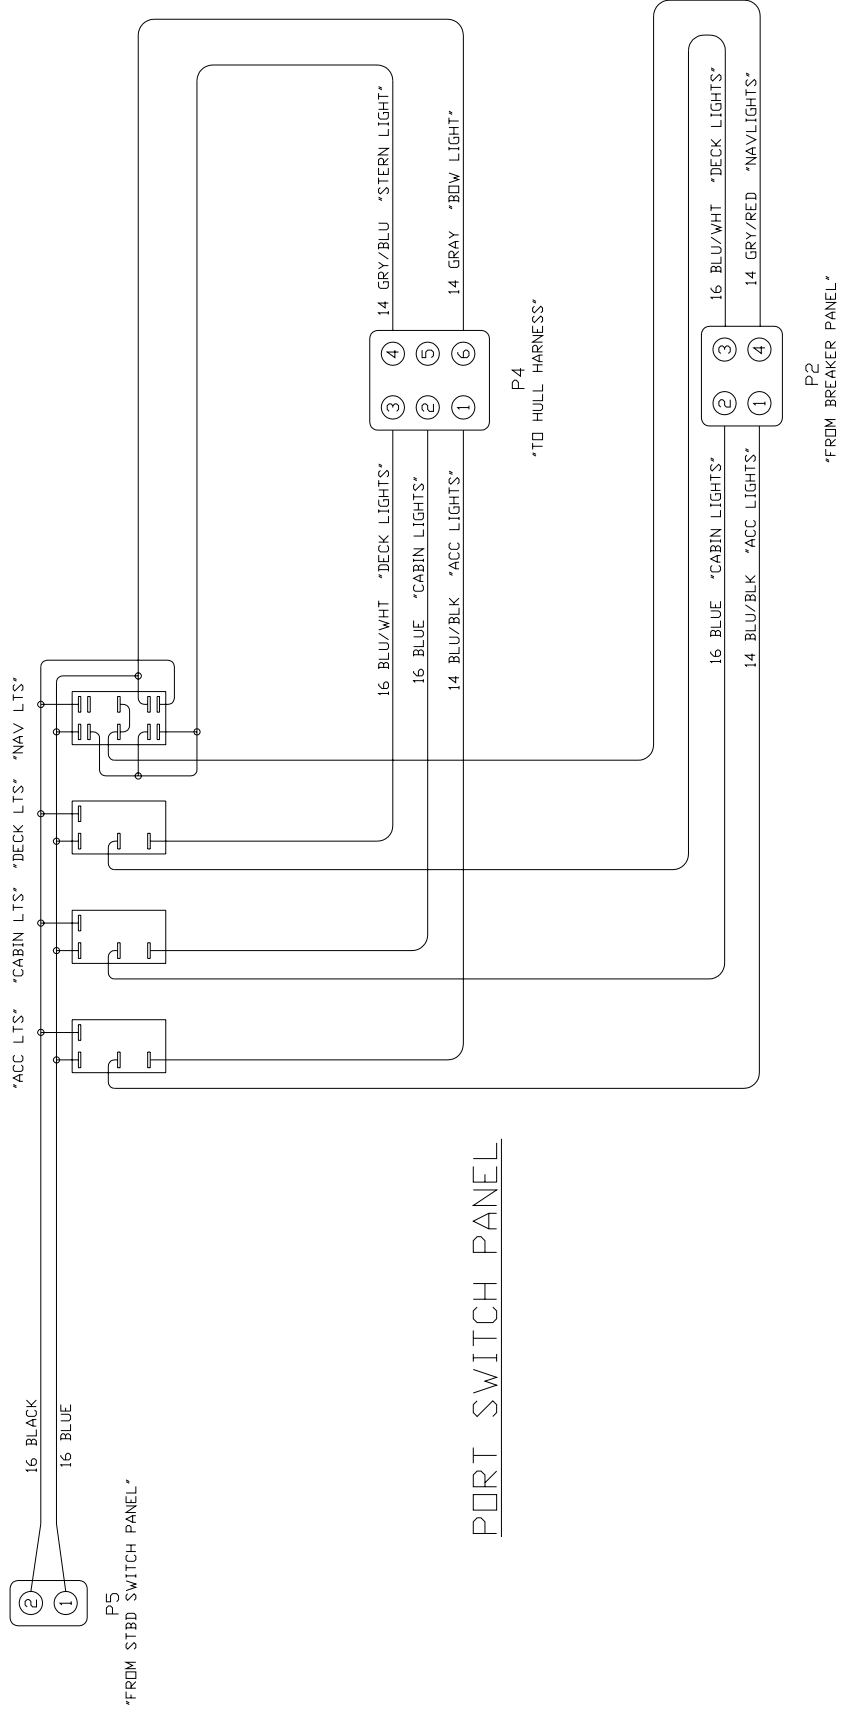 "ACC LTS" "CABIN LTS" "DECK LTS" "NAV LTS"
16 BLACK
16 BLUE
2
1
P5
"FROM STBD SWITCH PANEL"
14 GRY/BLU "STERN LIGHT"
14 GRAY "BOW LIGHT"
16 BLU/WHT "DECK LIGHTS"
16 BLUE "CABIN LIGHTS"
14 BLU/BLK "ACC LIGHTS"
3 4
2 5
1 6
P4
"TO HULL HARNESS"
PORT SWITCH PANEL
16 BLU/WHT "DECK LIGHTS"
14 GRY/RED "NAVLIGHTS"
16 BLUE "CABIN LIGHTS"
14 BLU/BLK "ACC LIGHTS"
2 3
1 4
P2
"FROM BREAKER PANEL"